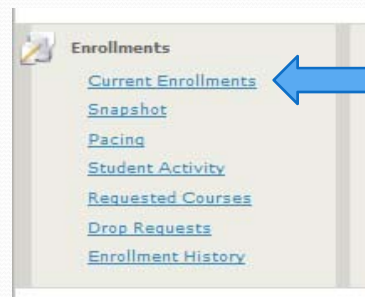 Enrollments
Current Enrollments
Snapshot
Pacing
Student Activity
Requested Courses
Drop Requests
Enrollment History